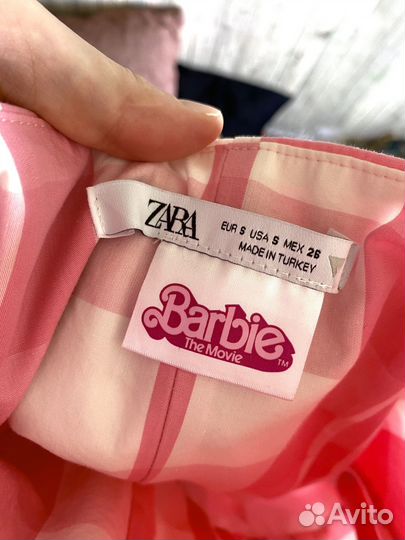 ZARA
EUR S USA S MEX 26
MADE IN TURKEY
Barbie
The Movie
TM
Avito